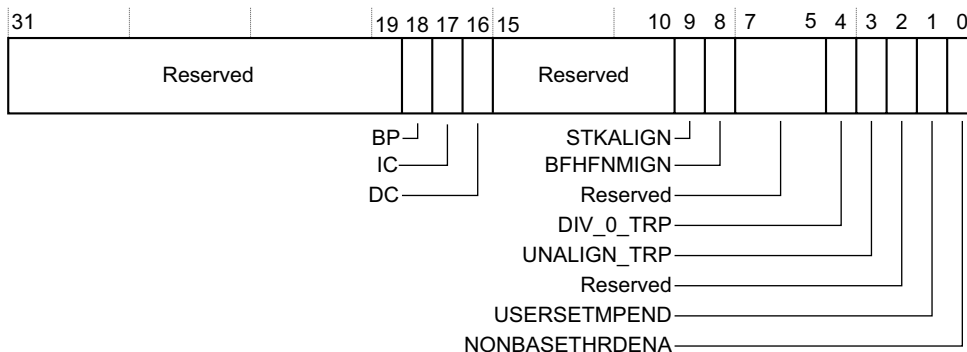 31 19 18 17 16 15 10 9 8 7 5 4 3 2 1 0
Reserved Reserved
BP STKALIGN
IC BFHFNMIGN
DC Reserved
DIV_0_TRP
UNALIGN_TRP
Reserved
USERSETMPEND
NONBASETHRDENA